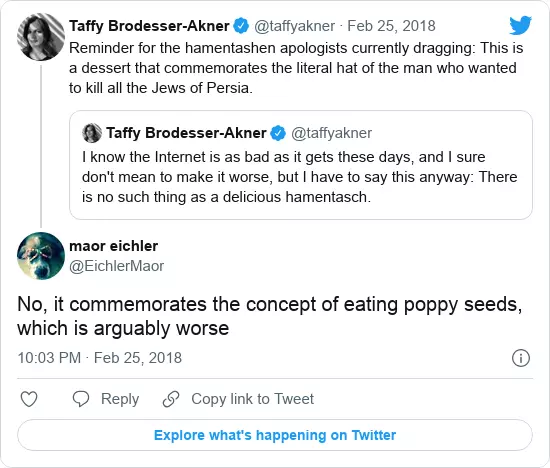 Taffy Brodesser-Akner @taffyakner · Feb 25, 2018
Reminder for the hamentashen apologists currently dragging: This is
a dessert that commemorates the literal hat of the man who wanted
to kill all the Jews of Persia.
Taffy Brodesser-Akner @taffyakner
I know the Internet is as bad as it gets these days, and I sure
don't mean to make it worse, but I have to say this anyway: There
is no such thing as a delicious hamentasch.
maor eichler
@EichlerMaor
No, it commemorates the concept of eating poppy seeds,
which is arguably worse
10:03 PM · Feb 25, 2018
Reply Copy link to Tweet
Explore what's happening on Twitter